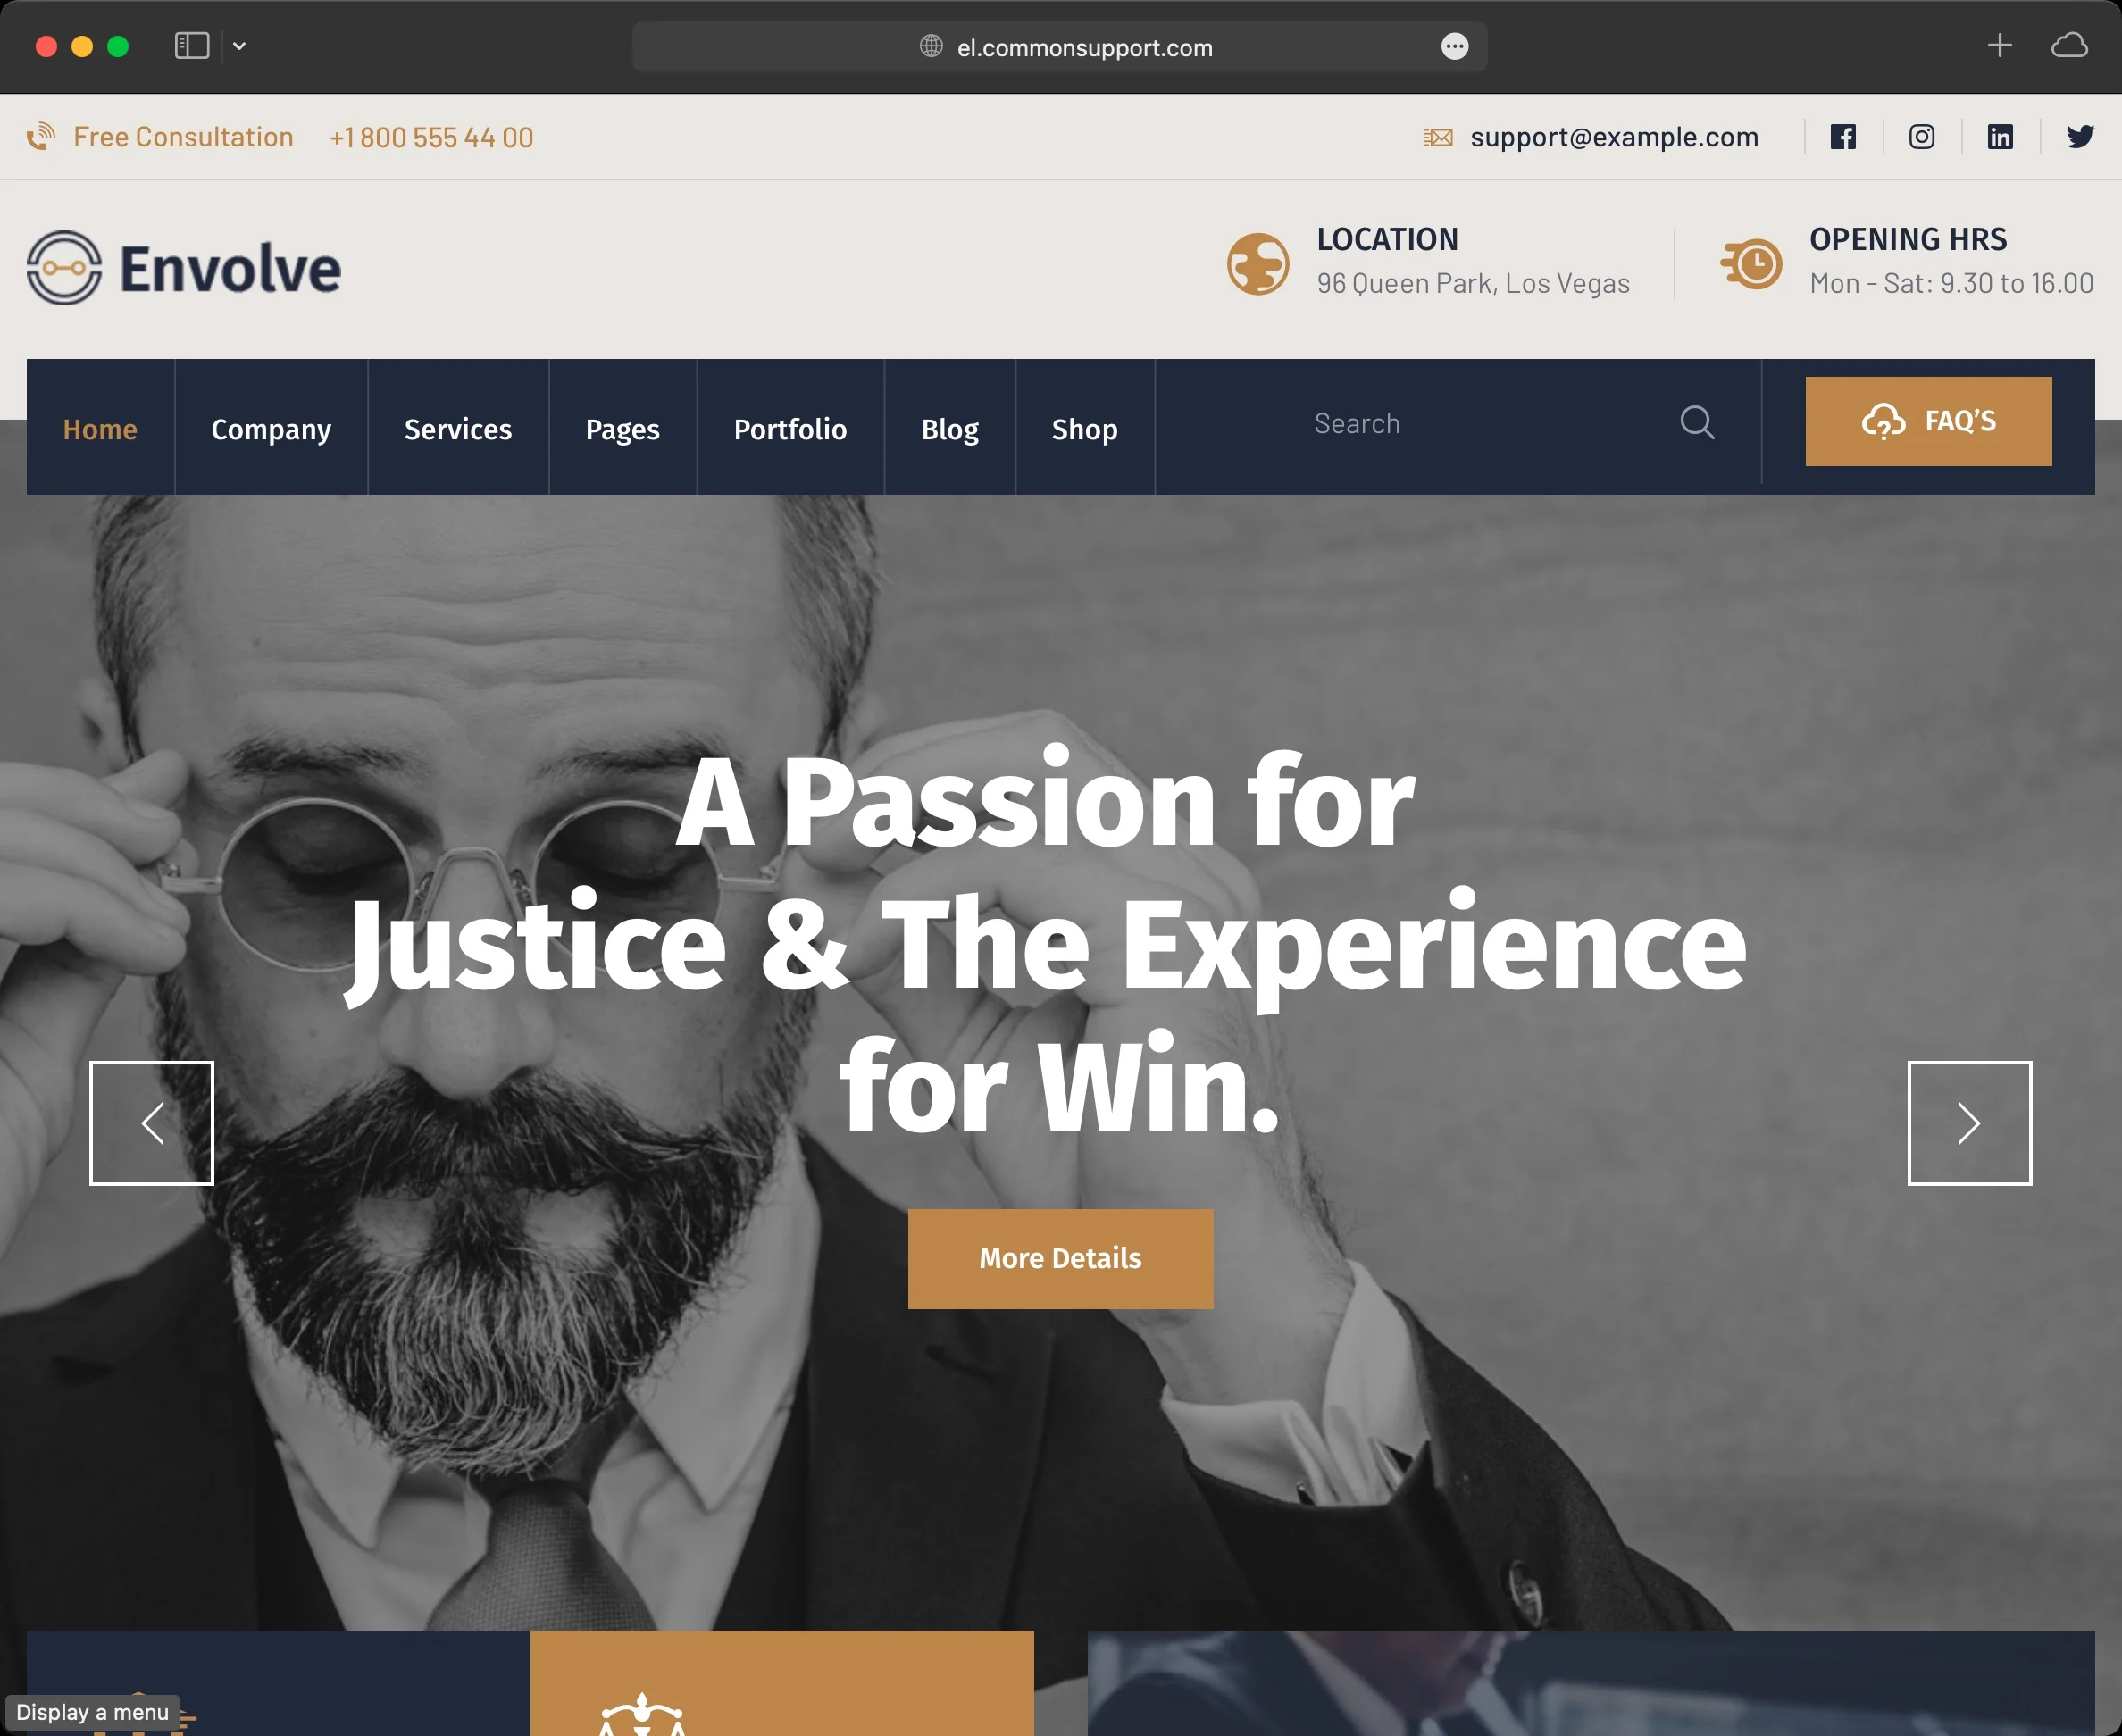 el.commonsupport.com
Free Consultation +1 800 555 44 00
support@example.com
Envolve
LOCATION
96 Queen Park, Los Vegas
OPENING HRS
Mon - Sat: 9.30 to 16.00
Home Company Services Pages Portfolio Blog Shop Search FAQ'S
A Passion for
Justice & The Experience
for Win.
More Details
Display a menu